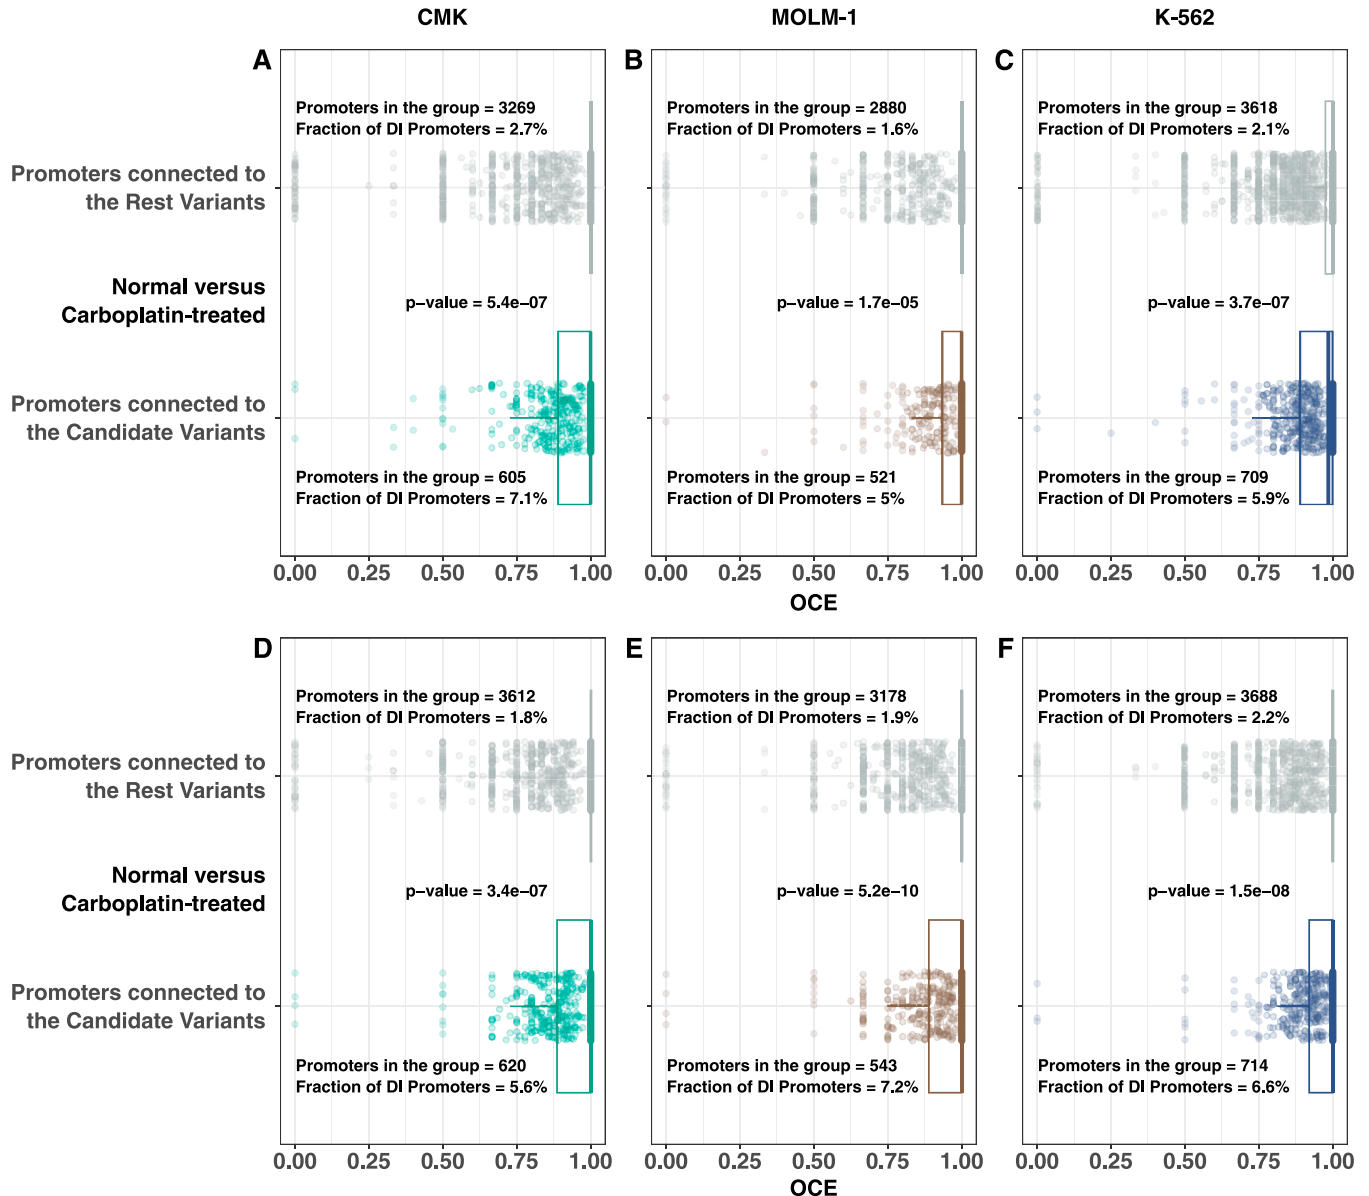 CMK
MOLM-1
K-562
A
B
C
Promoters in the group = 3269
Fraction of DI Promoters = 2.7%
Promoters in the group = 2880
Fraction of DI Promoters = 1.6%
Promoters in the group = 3618
Fraction of DI Promoters = 2.1%
Promoters connected to
the Rest Variants
Normal versus
Carboplatin-treated
p−value = 5.4e−07
p−value = 1.7e−05
p−value = 3.7e−07
Promoters connected to
the Candidate Variants
Promoters in the group = 605
Fraction of DI Promoters = 7.1%
Promoters in the group = 521
Fraction of DI Promoters = 5%
Promoters in the group = 709
Fraction of DI Promoters = 5.9%
0.00 0.25 0.50 0.75 1.00
0.00 0.25 0.50 0.75 1.00
0.00 0.25 0.50 0.75 1.00
OCE
D
E
F
Promoters in the group = 3612
Fraction of DI Promoters = 1.8%
Promoters in the group = 3178
Fraction of DI Promoters = 1.9%
Promoters in the group = 3688
Fraction of DI Promoters = 2.2%
Promoters connected to
the Rest Variants
Normal versus
Carboplatin-treated
p−value = 3.4e−07
p−value = 5.2e−10
p−value = 1.5e−08
Promoters connected to
the Candidate Variants
Promoters in the group = 620
Fraction of DI Promoters = 5.6%
Promoters in the group = 543
Fraction of DI Promoters = 7.2%
Promoters in the group = 714
Fraction of DI Promoters = 6.6%
0.00 0.25 0.50 0.75 1.00
0.00 0.25 0.50 0.75 1.00
0.00 0.25 0.50 0.75 1.00
OCE